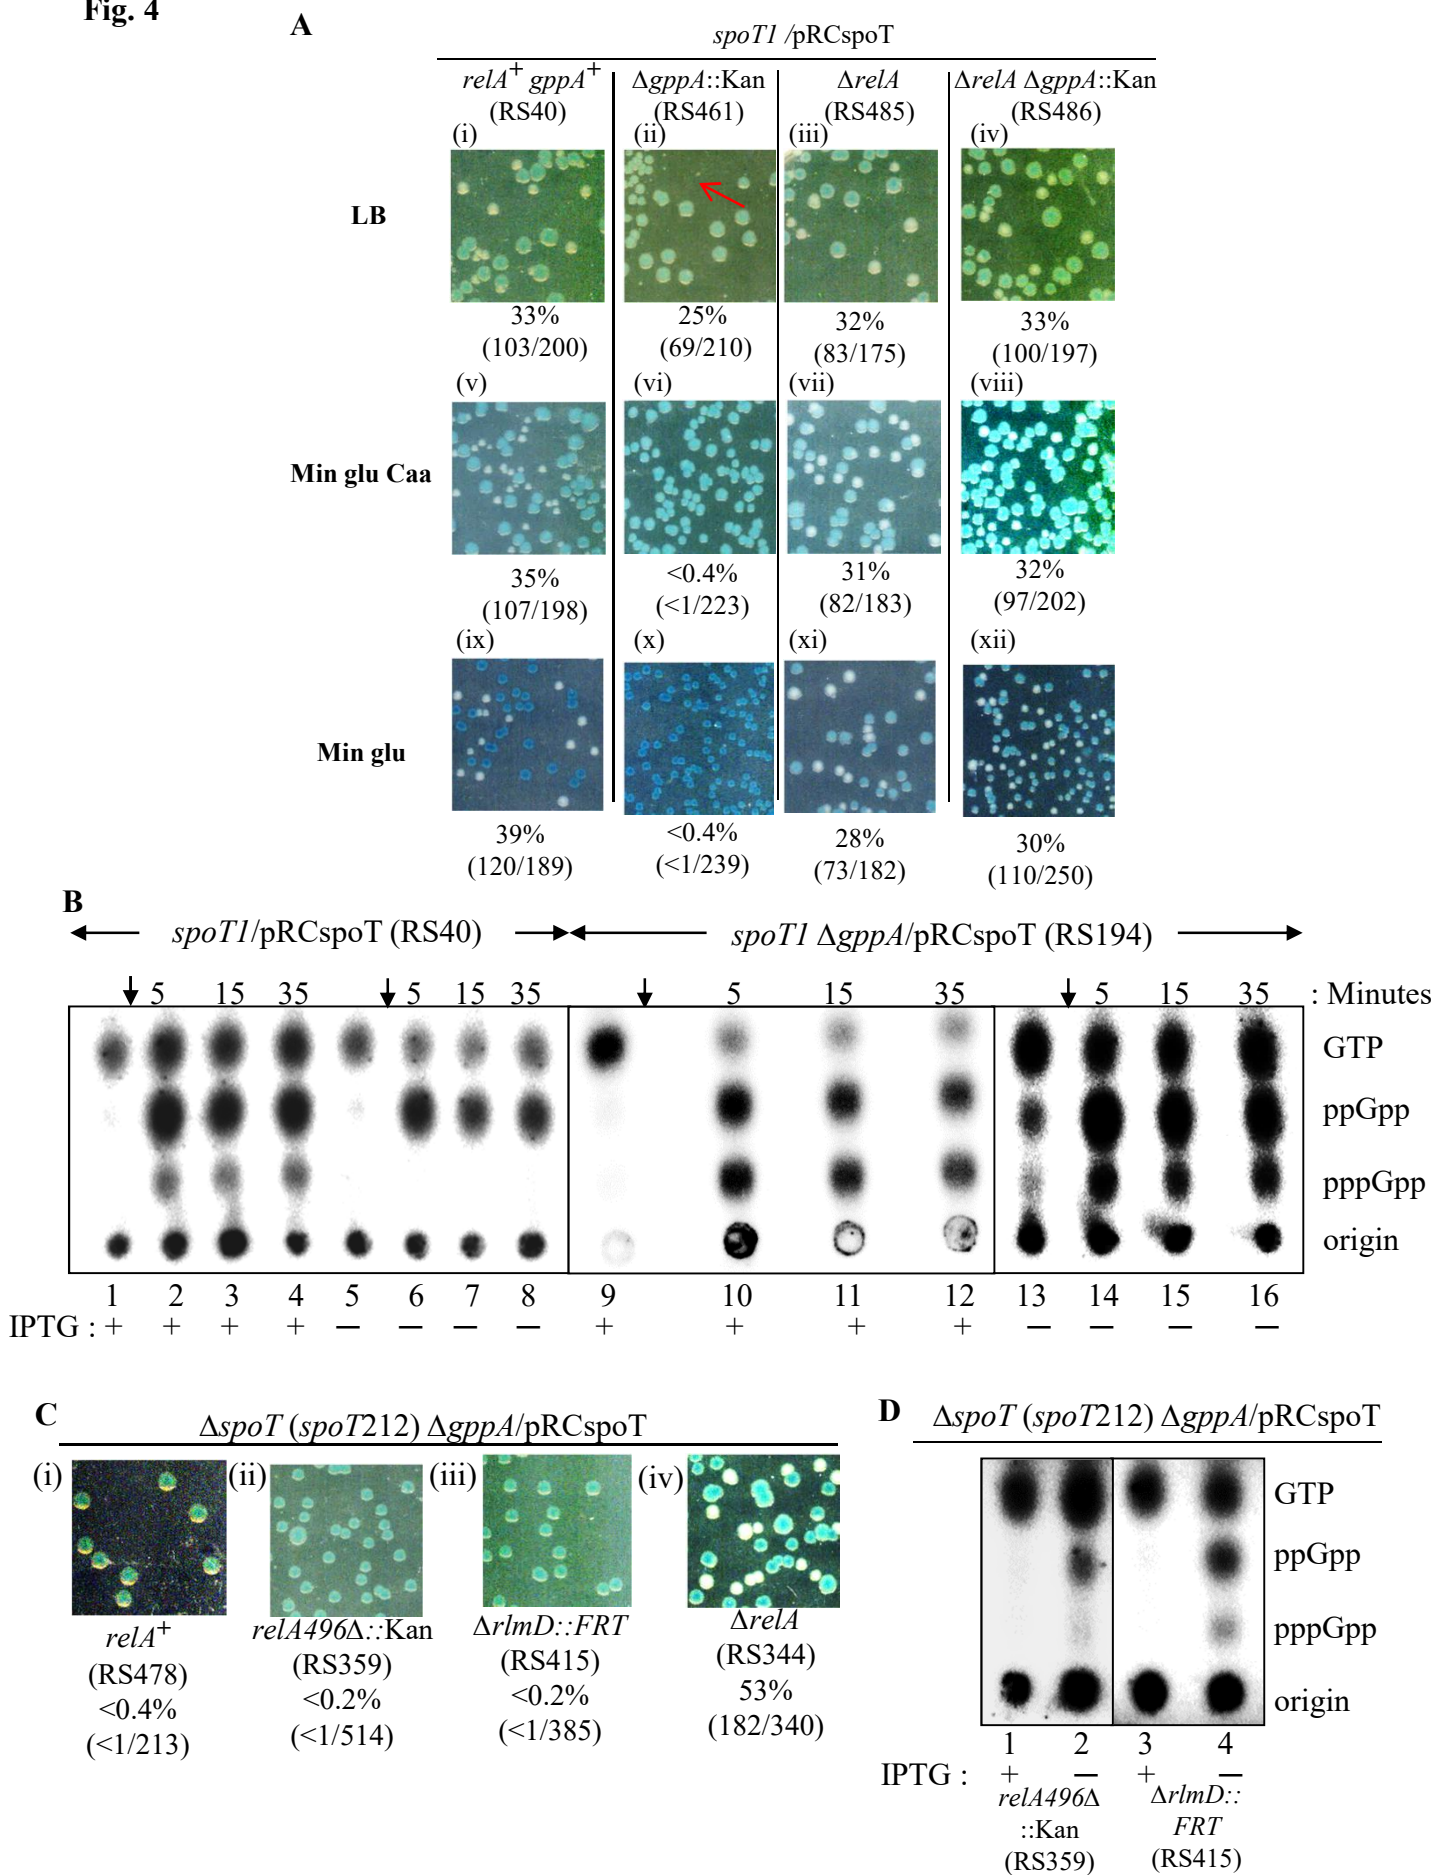 Fig. 4
A
spoT1 /pRCspoT
relA+ gppA+ ΔgppA::Kan ΔrelA ΔrelA ΔgppA::Kan
(RS40) (RS461) (RS485) (RS486)
(i) (ii) (iii) (iv)
LB
33% 25% 32% 33%
(103/200) (69/210) (83/175) (100/197)
(v) (vi) (vii) (viii)
Min glu Caa
35% <0.4% 31% 32%
(107/198) (<1/223) (82/183) (97/202)
(ix) (x) (xi) (xii)
Min glu
39% <0.4% 28% 30%
(120/189) (<1/239) (73/182) (110/250)
B
spoT1/pRCspoT (RS40) spoT1 ΔgppA/pRCspoT (RS194)
5 15 35 5 15 35 5 15 35 5 15 35 : Minutes
GTP
ppGpp
pppGpp
origin
1 2 3 4 5 6 7 8 9 10 11 12 13 14 15 16
IPTG : + + + + – – – – + + + + – – – –
C
ΔspoT (spoT212) ΔgppA/pRCspoT
(i) (ii) (iii) (iv)
relA+ relA496Δ::Kan ΔrlmD::FRT ΔrelA
(RS478) (RS359) (RS415) (RS344)
<0.4% <0.2% <0.2% 53%
(<1/213) (<1/514) (<1/385) (182/340)
D
ΔspoT (spoT212) ΔgppA/pRCspoT
GTP
ppGpp
pppGpp
origin
1 2 3 4
IPTG : + – + –
relA496Δ ΔrlmD::
::Kan FRT
(RS359) (RS415)